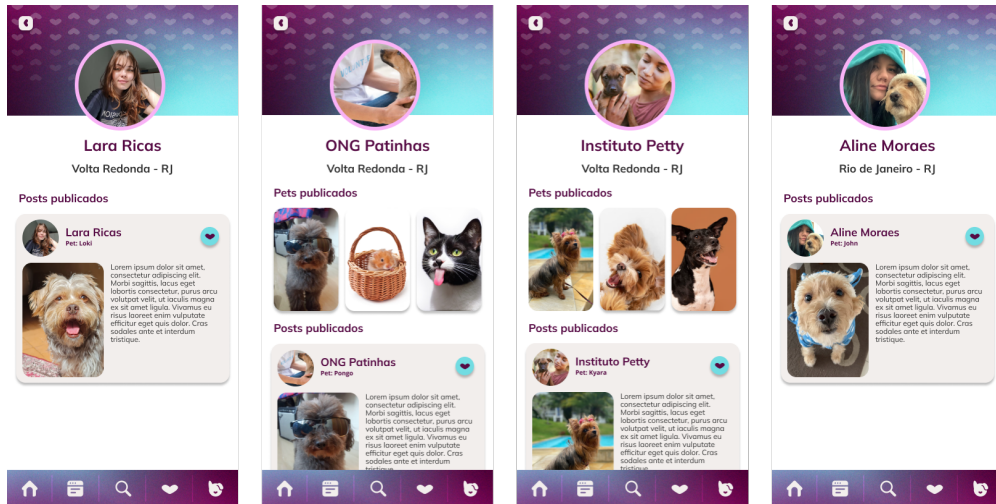 Lara Ricas
Volta Redonda - RJ
Posts publicados
Lara Ricas
Pet: Loki
Lorem ipsum dolor sit amet,
consectetur adipiscing elit.
Morbi sagittis, lacus eget
lobortis consectetur, purus arcu
volutpat velit, ut iaculis magna
ex sit amet ligula. Vivamus eu
risus laoreet enim vulputate
efficitur eget quis dolor. Cras
sodales ante et interdum
tristique.
ONG Patinhas
Volta Redonda - RJ
Pets publicados
Posts publicados
ONG Patinhas
Pet: Pongo
Lorem ipsum dolor sit amet,
consectetur adipiscing elit.
Morbi sagittis, lacus eget
lobortis consectetur, purus arcu
volutpat velit, ut iaculis magna
ex sit amet ligula. Vivamus eu
risus laoreet enim vulputate
efficitur eget quis dolor. Cras
sodales ante et interdum
tristique.
Instituto Petty
Volta Redonda - RJ
Pets publicados
Posts publicados
Instituto Petty
Pet: Kyara
Lorem ipsum dolor sit amet,
consectetur adipiscing elit.
Morbi sagittis, lacus eget
lobortis consectetur, purus arcu
volutpat velit, ut iaculis magna
ex sit amet ligula. Vivamus eu
risus laoreet enim vulputate
efficitur eget quis dolor. Cras
sodales ante et interdum
tristique.
Aline Moraes
Rio de Janeiro - RJ
Posts publicados
Aline Moraes
Pet: John
Lorem ipsum dolor sit amet,
consectetur adipiscing elit.
Morbi sagittis, lacus eget
lobortis consectetur, purus arcu
volutpat velit, ut iaculis magna
ex sit amet ligula. Vivamus eu
risus laoreet enim vulputate
efficitur eget quis dolor. Cras
sodales ante et interdum
tristique.